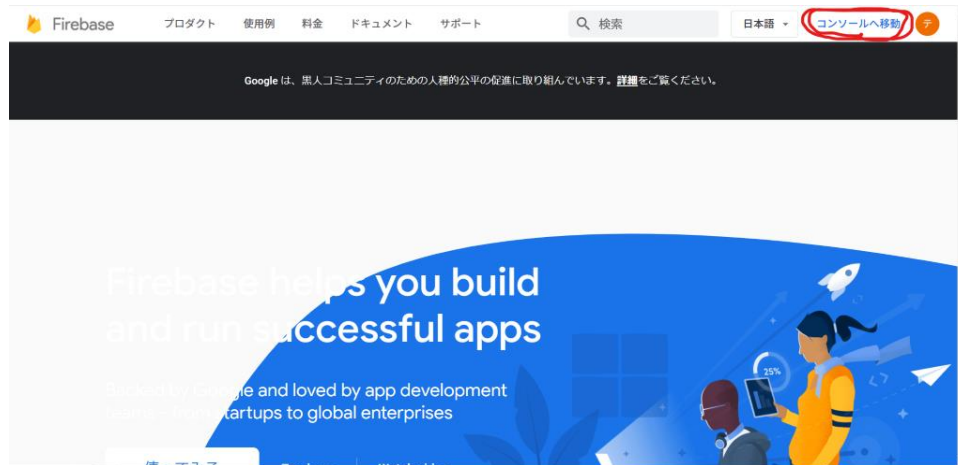 Firebase プロダクト 使用例 料金 ドキュメント サポート 検索 日本語 コンソールへ移動 テ
Google は、黒人コミュニティのための人種的公平の促進に取り組んでいます。詳細をご覧ください。
Firebase helps you build
and run successful apps
Backed by Google and loved by app development
teams - from startups to global enterprises
25%